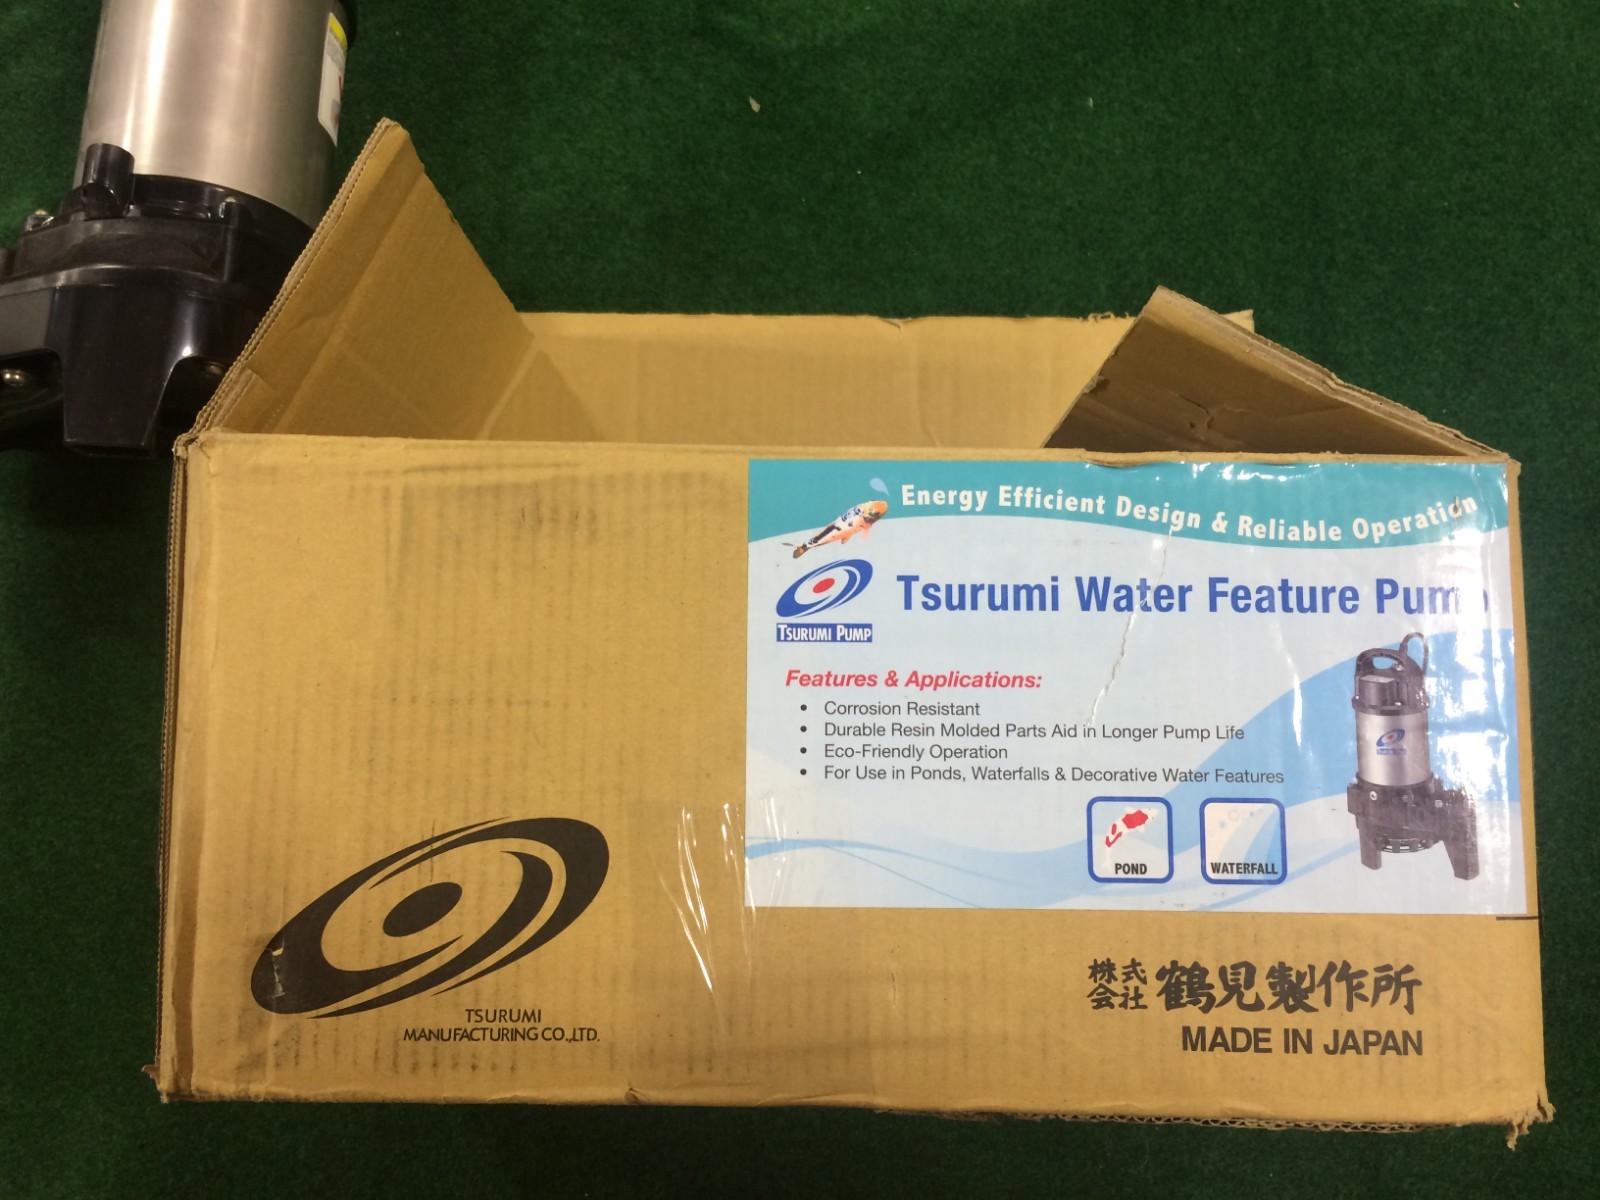 Energy Efficient Design & Reliable Operation
TSURUMI PUMP
Tsurumi Water Feature Pump
Features & Applications:
• Corrosion Resistant
• Durable Resin Molded Parts Aid in Longer Pump Life
• Eco-Friendly Operation
• For Use in Ponds, Waterfalls & Decorative Water Features
POND
WATERFALL
TSURUMI
MANUFACTURING CO.,LTD.
株式会社 鶴見製作所
MADE IN JAPAN